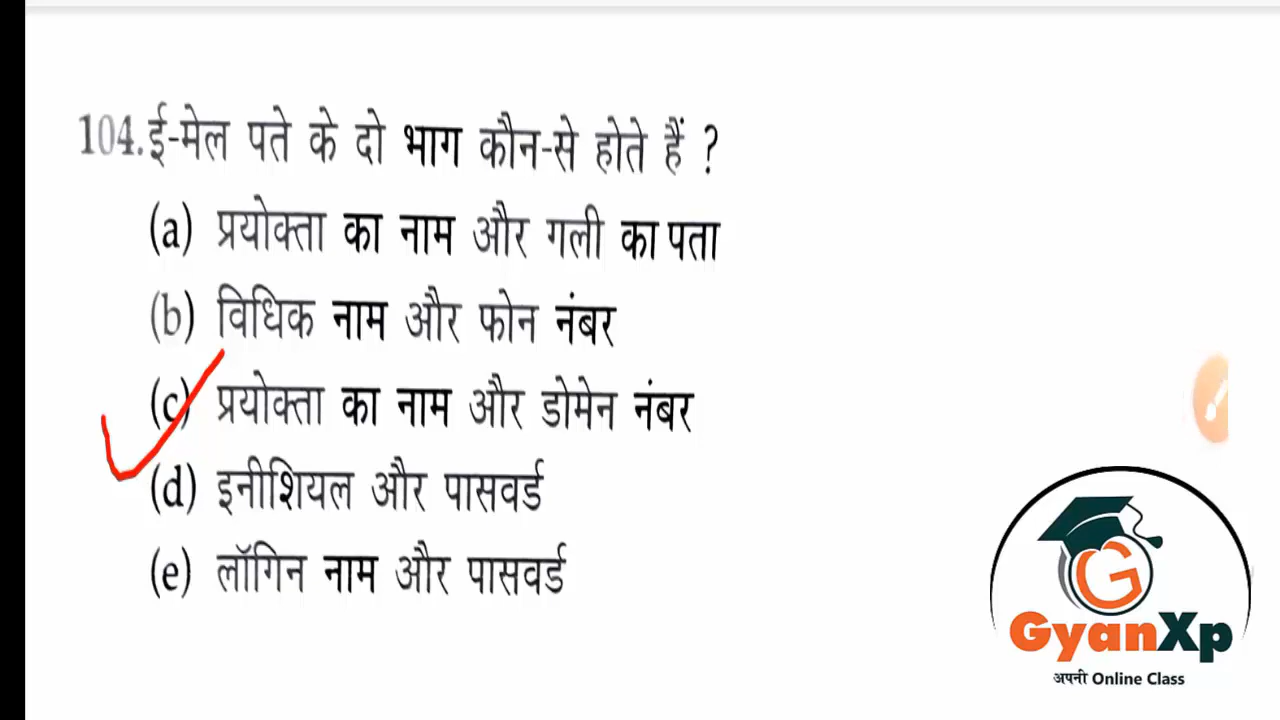 104.ई-मेल पते के दो भाग कौन-से होते हैं ?
(a) प्रयोक्ता का नाम और गली का पता
(b) विधिक नाम और फोन नंबर
(c) प्रयोक्ता का नाम और डोमेन नंबर
(d) इनीशियल और पासवर्ड
(e) लॉगिन नाम और पासवर्ड
G
GyanXp
अपनी Online Class